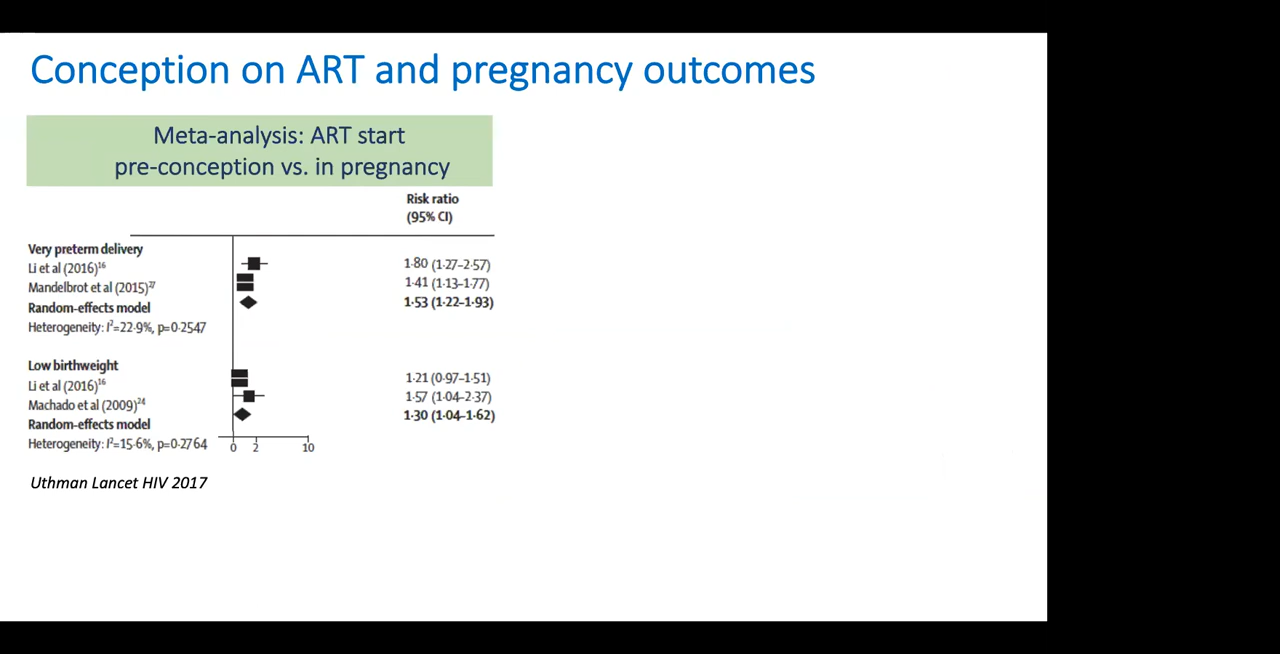 Conception on ART and pregnancy outcomes
Meta-analysis: ART start
pre-conception vs. in pregnancy
Risk ratio
(95% CI)
Very preterm delivery
Li et al (2016)¹⁶ 1·80 (1·27–2·57)
Mandelbrot et al (2015)²⁷ 1·41 (1·13–1·77)
Random-effects model 1·53 (1·22–1·93)
Heterogeneity: I²=22·9%, p=0·2547
Low birthweight
Li et al (2016)¹⁶ 1·21 (0·97–1·51)
Machado et al (2009)²⁴ 1·57 (1·04–2·37)
Random-effects model 1·30 (1·04–1·62)
Heterogeneity: I²=15·6%, p=0·2764
0 2 10
Uthman Lancet HIV 2017